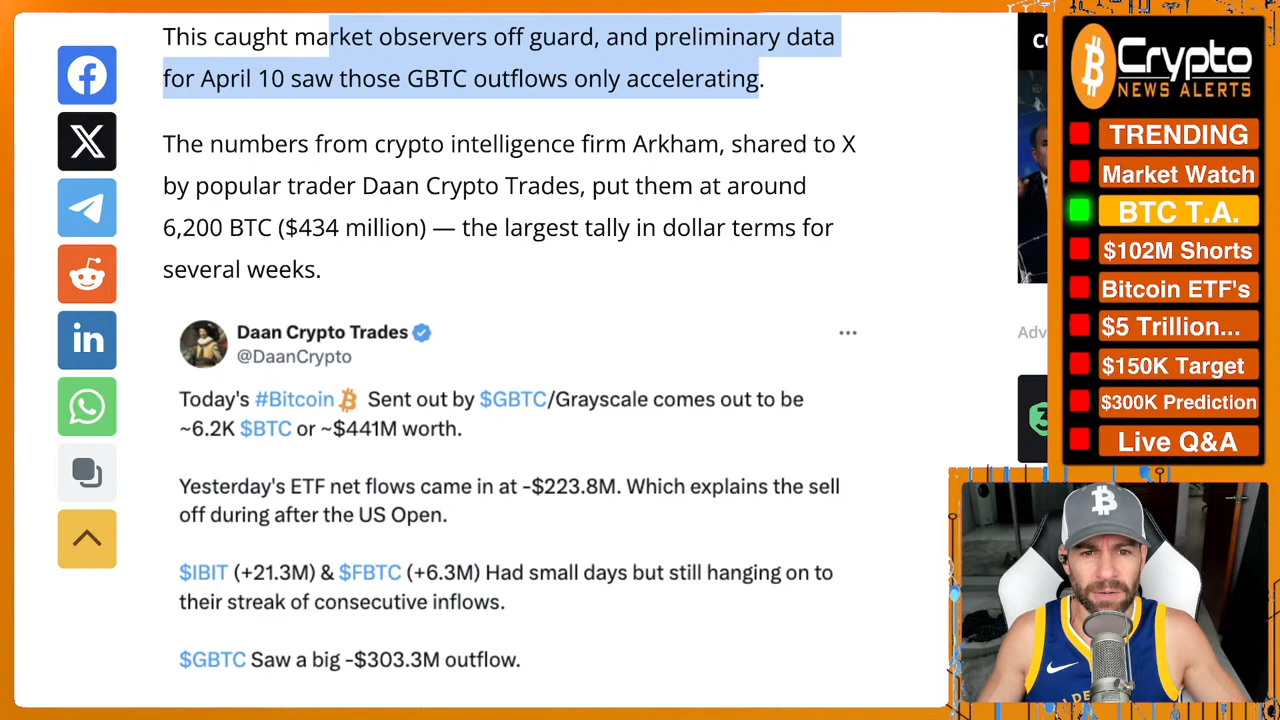 This caught market observers off guard, and preliminary data
for April 10 saw those GBTC outflows only accelerating.
The numbers from crypto intelligence firm Arkham, shared to X
by popular trader Daan Crypto Trades, put them at around
6,200 BTC ($434 million) — the largest tally in dollar terms for
several weeks.
Daan Crypto Trades
@DaanCrypto
Today's #Bitcoin Sent out by $GBTC/Grayscale comes out to be
~6.2K $BTC or ~$441M worth.
Yesterday's ETF net flows came in at -$223.8M. Which explains the sell
off during after the US Open.
$IBIT (+21.3M) & $FBTC (+6.3M) Had small days but still hanging on to
their streak of consecutive inflows.
$GBTC Saw a big -$303.3M outflow.
Adv
Crypto
NEWS ALERTS
TRENDING
Market Watch
BTC T.A.
$102M Shorts
Bitcoin ETF's
$5 Trillion...
$150K Target
$300K Prediction
Live Q&A